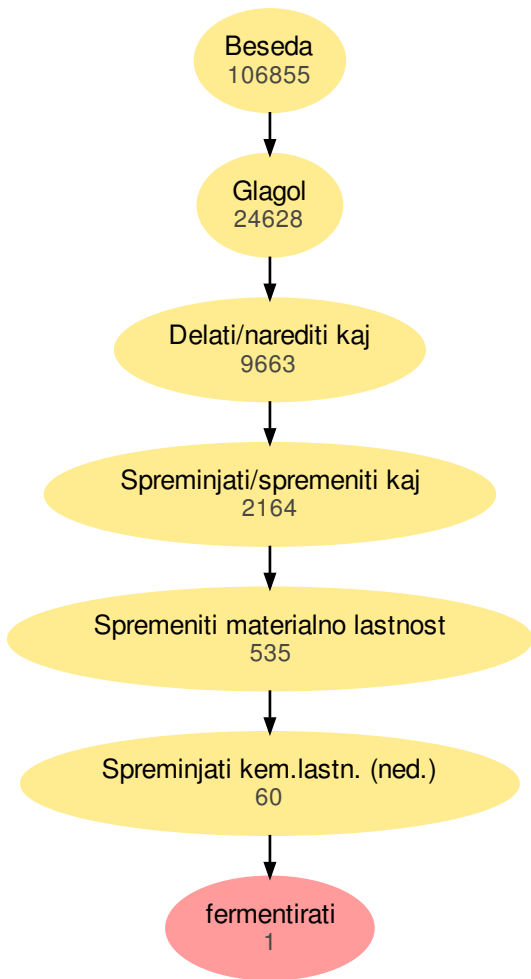 Beseda
106855
Glagol
24628
Delati/narediti kaj
9663
Spreminjati/spremeniti kaj
2164
Spremeniti materialno lastnost
535
Spreminjati kem.lastn. (ned.)
60
fermentirati
1